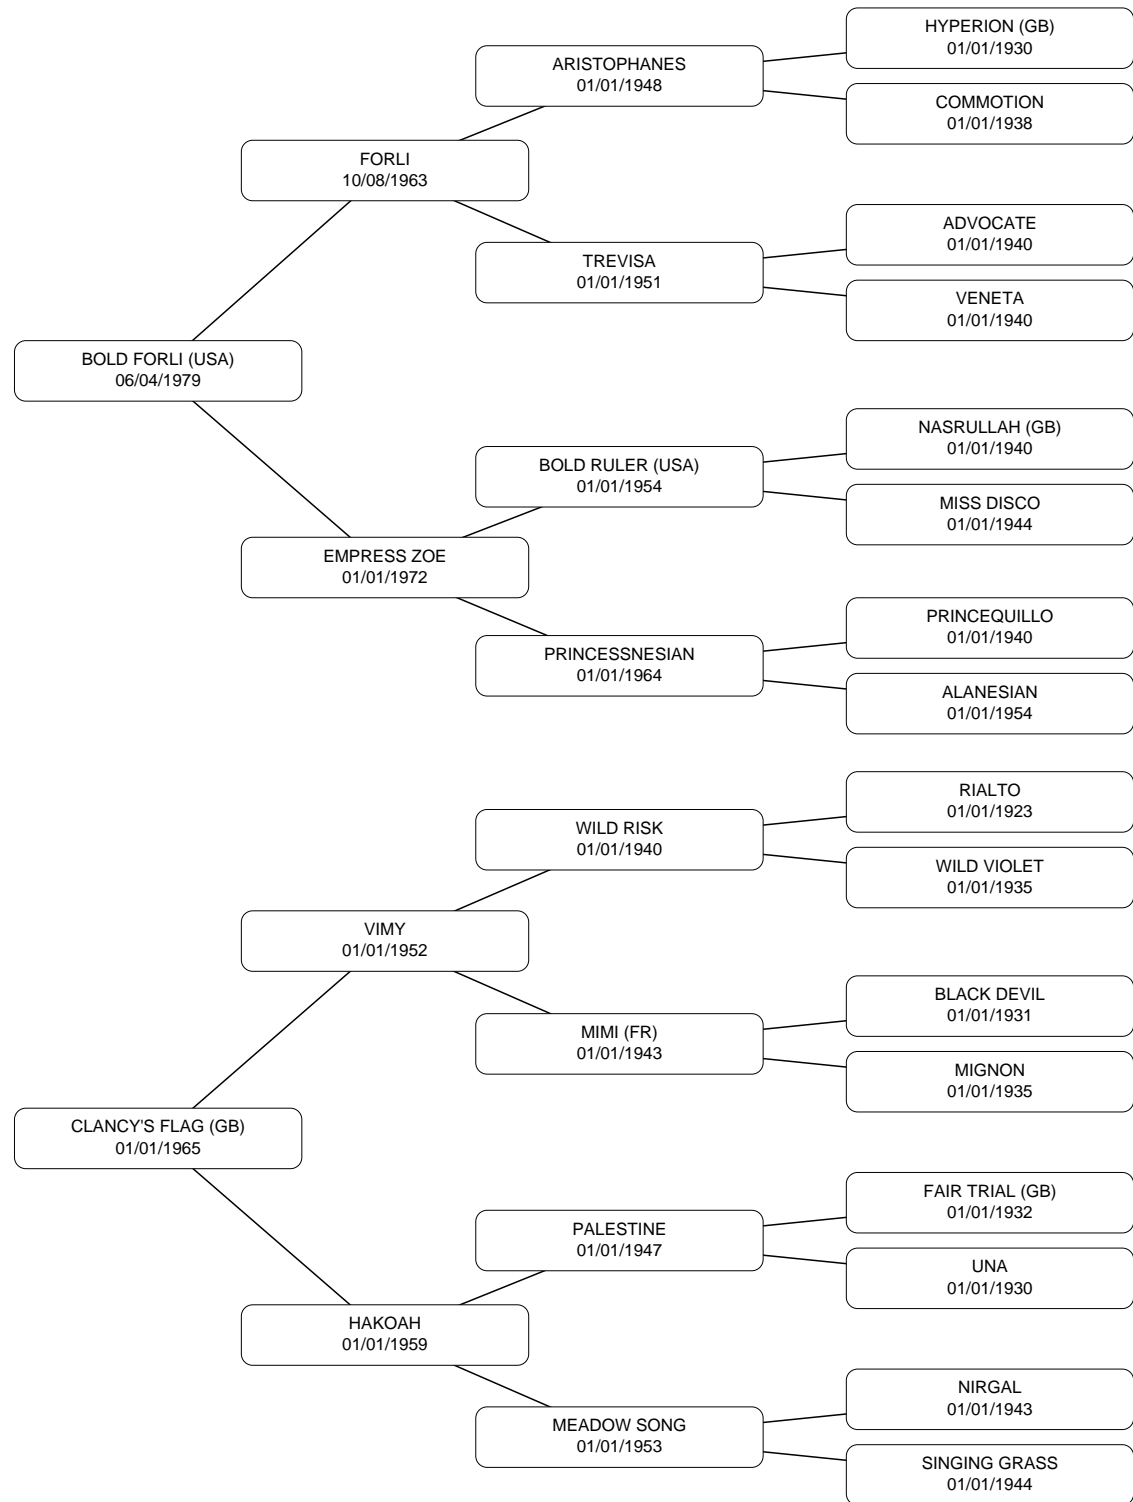 HYPERION (GB)
01/01/1930
ARISTOPHANES
01/01/1948
COMMOTION
01/01/1938
FORLI
10/08/1963
ADVOCATE
01/01/1940
TREVISA
01/01/1951
VENETA
01/01/1940
BOLD FORLI (USA)
06/04/1979
NASRULLAH (GB)
01/01/1940
BOLD RULER (USA)
01/01/1954
MISS DISCO
01/01/1944
EMPRESS ZOE
01/01/1972
PRINCEQUILLO
01/01/1940
PRINCESSNESIAN
01/01/1964
ALANESIAN
01/01/1954
RIALTO
01/01/1923
WILD RISK
01/01/1940
WILD VIOLET
01/01/1935
VIMY
01/01/1952
BLACK DEVIL
01/01/1931
MIMI (FR)
01/01/1943
MIGNON
01/01/1935
CLANCY'S FLAG (GB)
01/01/1965
FAIR TRIAL (GB)
01/01/1932
PALESTINE
01/01/1947
UNA
01/01/1930
HAKOAH
01/01/1959
NIRGAL
01/01/1943
MEADOW SONG
01/01/1953
SINGING GRASS
01/01/1944